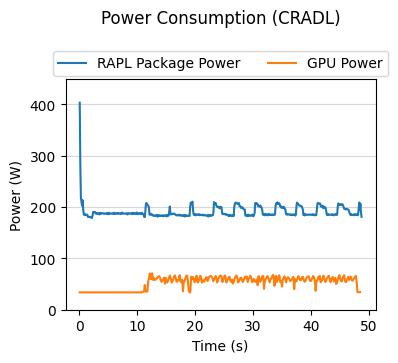 Power Consumption (CRADL)
RAPL Package Power GPU Power
400
300
200
100
0
Power (W)
0 10 20 30 40 50
Time (s)